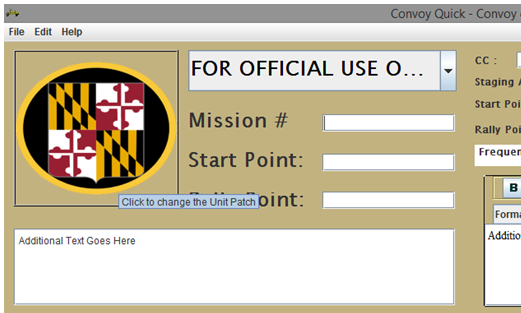 Convoy Quick - Convoy
File Edit Help
FOR OFFICIAL USE O...
Mission #
Start Point:
Point:
Click to change the Unit Patch
Additional Text Goes Here
CC :
Staging
Start Poi
Rally Poi
Frequen
B
Forma
Additio